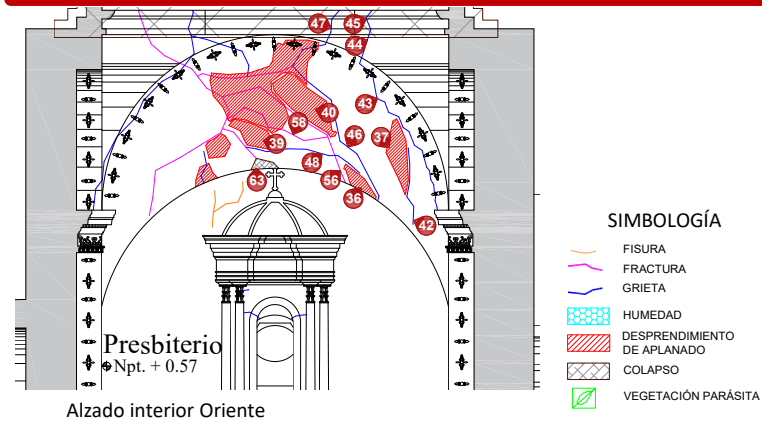 47 45
44
43
40
58
46 37
39
48
63 56
36
42
Presbiterio
Npt. + 0.57
Alzado interior Oriente
SIMBOLOGÍA
FISURA
FRACTURA
GRIETA
HUMEDAD
DESPRENDIMIENTO
DE APLANADO
COLAPSO
VEGETACIÓN PARÁSITA